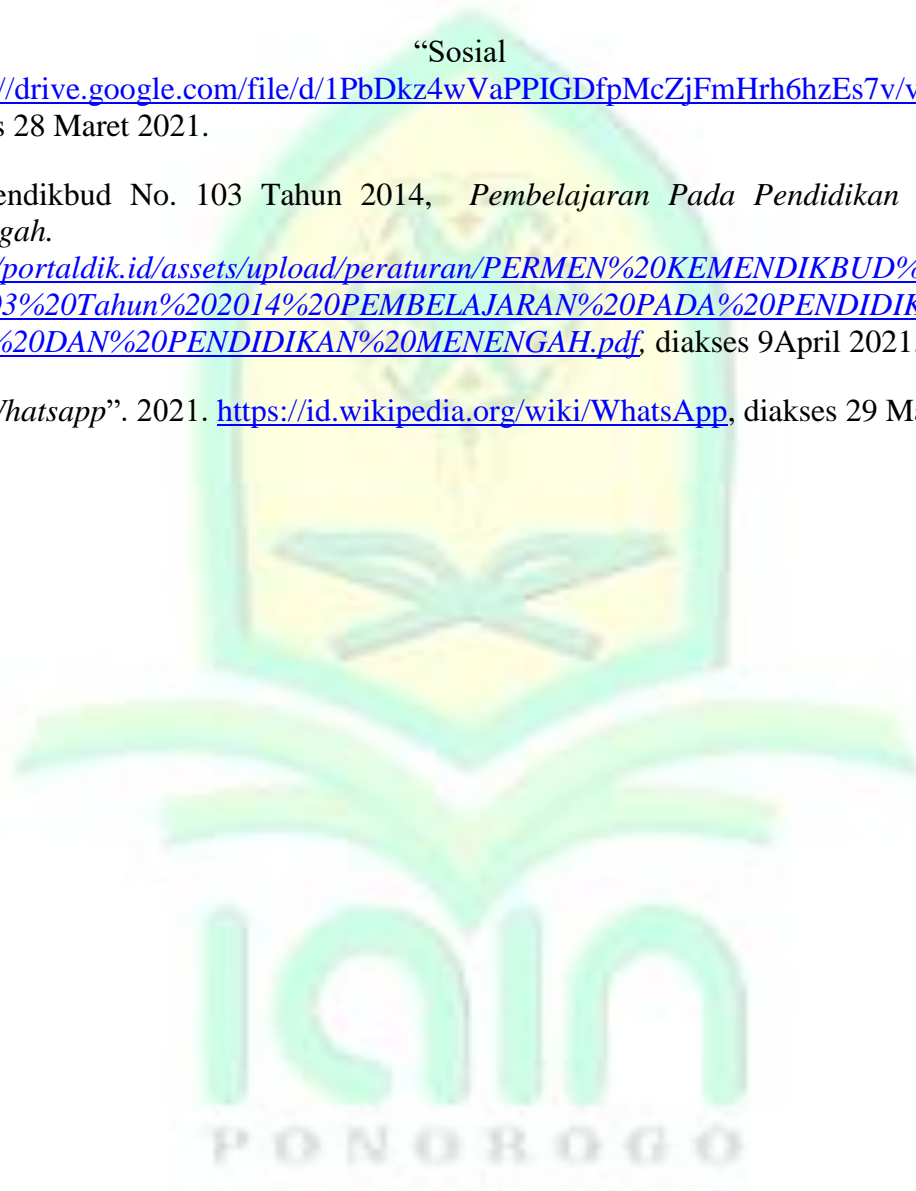 “Sosial
//drive.google.com/file/d/1PbDkz4wVaPPIGDfpMcZjFmHrh6hzEs7v/v
s 28 Maret 2021.
endikbud No. 103 Tahun 2014, Pembelajaran Pada Pendidikan
gah.
/portaldik.id/assets/upload/peraturan/PERMEN%20KEMENDIKBUD%
03%20Tahun%202014%20PEMBELAJARAN%20PADA%20PENDIDIK
%20DAN%20PENDIDIKAN%20MENENGAH.pdf, diakses 9April 2021.
Whatsapp”. 2021. https://id.wikipedia.org/wiki/WhatsApp, diakses 29 Ma
iain
PONOROGO